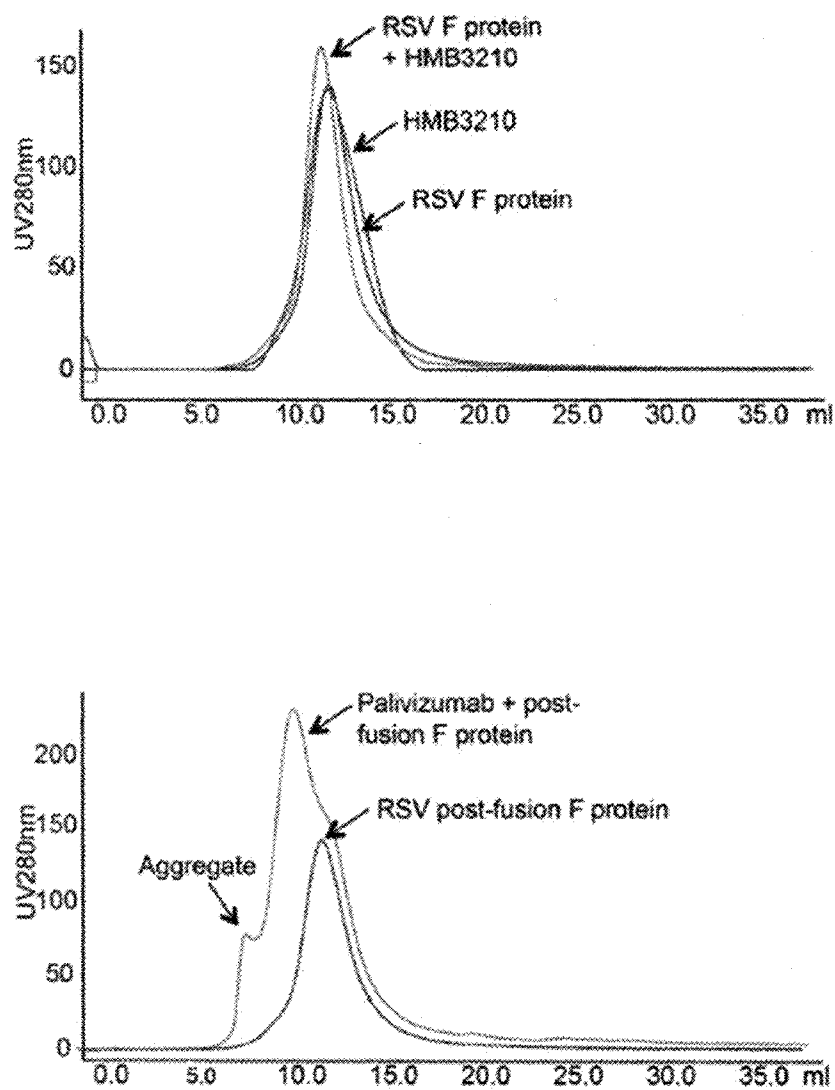 RSV F protein
+ HMB3210
HMB3210
RSV F protein
UV280nm
150
100
50
0
0.0 5.0 10.0 15.0 20.0 25.0 30.0 35.0 ml
Palivizumab + post-
fusion F protein
RSV post-fusion F protein
Aggregate
UV280nm
200
150
100
50
0
0.0 5.0 10.0 15.0 20.0 25.0 30.0 35.0 ml